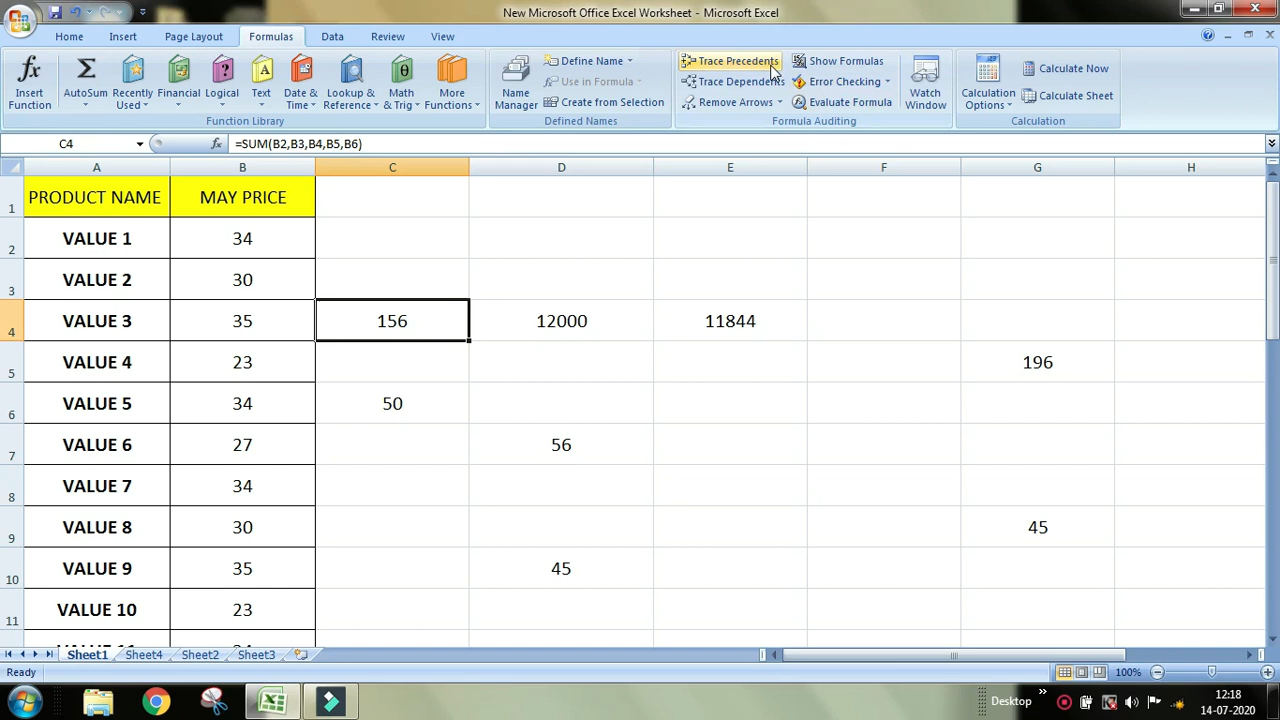 New Microsoft Office Excel Worksheet - Microsoft Excel
Home Insert Page Layout Formulas Data Review View
Insert Function
AutoSum
Recently Used
Financial
Logical
Text
Date & Time
Lookup & Reference
Math & Trig
More Functions
Function Library
Name Manager
Define Name
Use in Formula
Create from Selection
Defined Names
Trace Precedents
Trace Dependents
Remove Arrows
Show Formulas
Error Checking
Evaluate Formula
Watch Window
Formula Auditing
Calculation Options
Calculate Now
Calculate Sheet
Calculation
C4 fx =SUM(B2,B3,B4,B5,B6)
A B C D E F G H
1 PRODUCT NAME MAY PRICE
2 VALUE 1 34
3 VALUE 2 30
4 VALUE 3 35 156 12000 11844
5 VALUE 4 23 196
6 VALUE 5 34 50
7 VALUE 6 27 56
8 VALUE 7 34
9 VALUE 8 30 45
10 VALUE 9 35 45
11 VALUE 10 23
Sheet1 Sheet4 Sheet2 Sheet3
Ready 100%
Desktop
12:18
14-07-2020